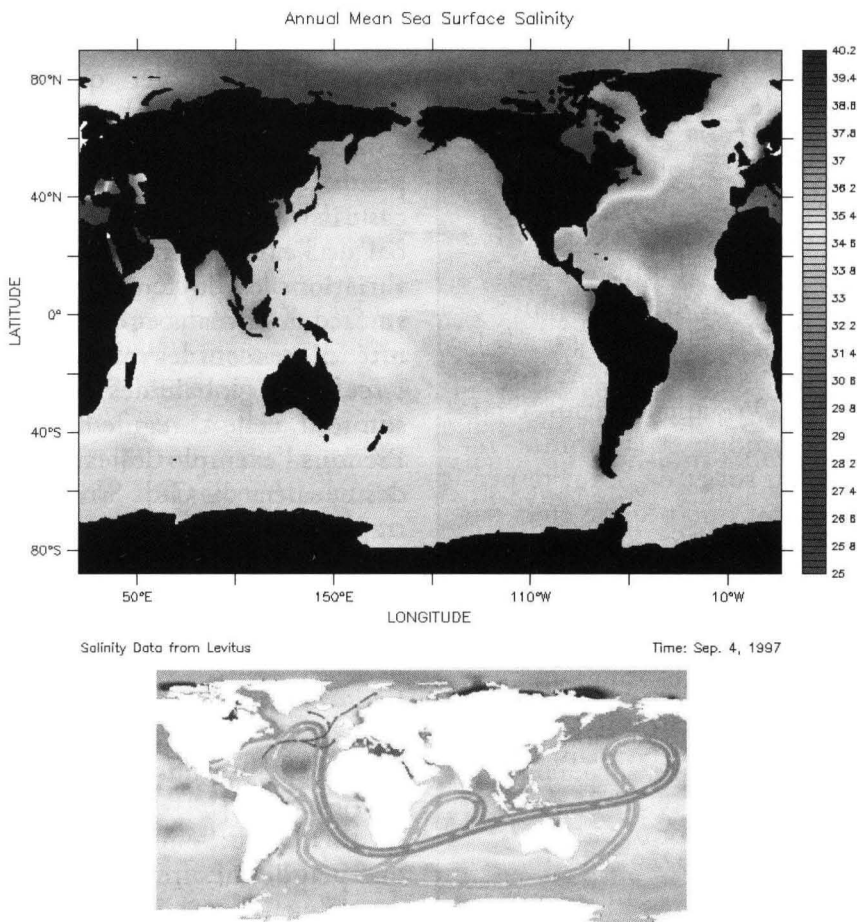 Annual Mean Sea Surface Salinity
80°N
40°N
0°
40°S
80°S
LATITUDE
50°E
150°E
110°W
10°W
LONGITUDE
40.2
39.4
38.6
37.8
37
36.2
35.4
34.6
33.8
33
32.2
31.4
30.6
29.8
29
28.2
27.4
26.6
25.8
25
Salinity Data from Levitus
Time: Sep. 4, 1997